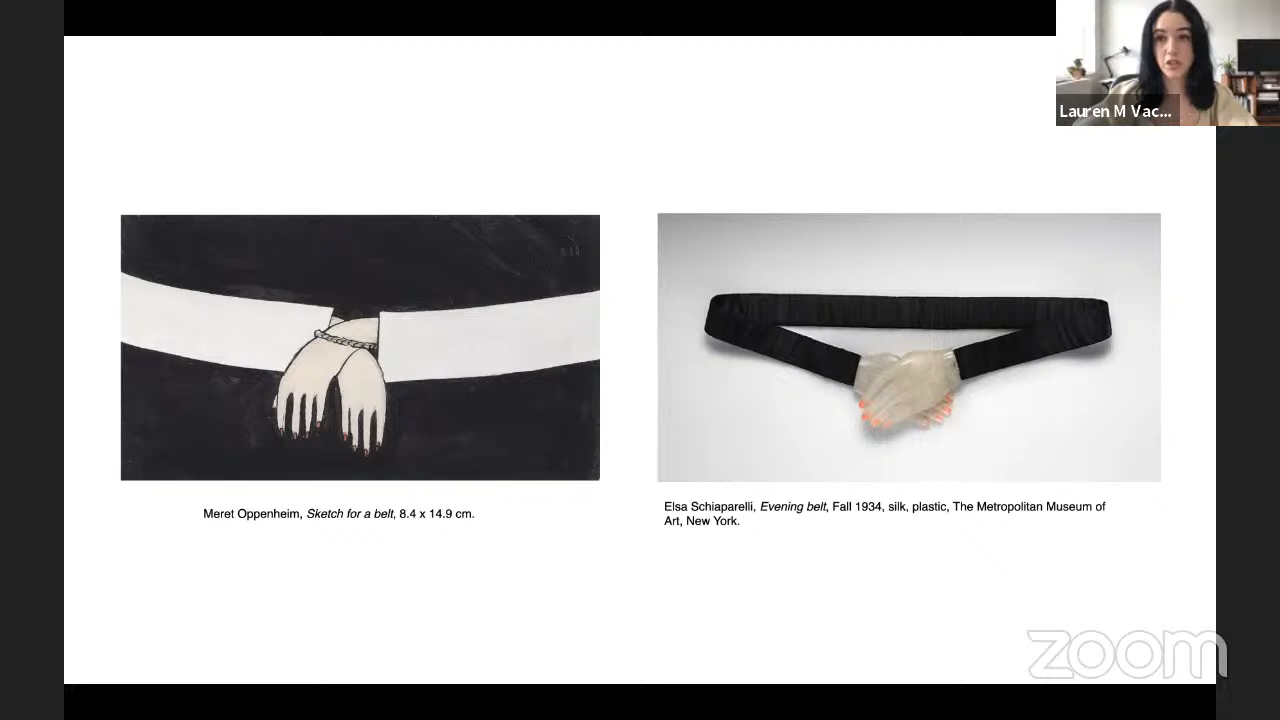 Lauren M Vac...
Meret Oppenheim, Sketch for a belt, 8.4 x 14.9 cm.
Elsa Schiaparelli, Evening belt, Fall 1934, silk, plastic, The Metropolitan Museum of
Art, New York.
zoom